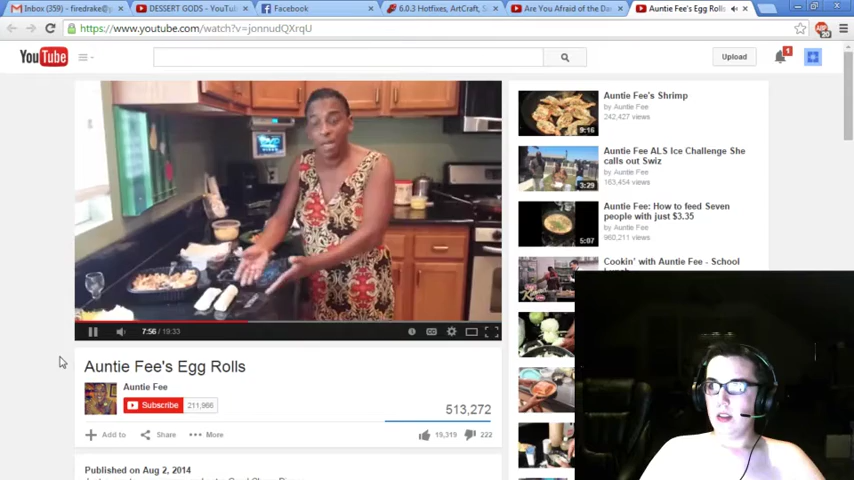 Inbox (359) - firedrake@
DESSERT GODS - YouTu
Facebook
6.0.3 Hotfixes, ArtCraft, S
Are You Afraid of the Da
Auntie Fee's Egg Rolls
https://www.youtube.com/watch?v=jonnudQXrqU
20
YouTube
Upload
1
Auntie Fee's Shrimp
by Auntie Fee
242,427 views
9:16
Auntie Fee ALS Ice Challenge She
calls out Swiz
by Auntie Fee
163,454 views
3:29
Auntie Fee: How to feed Seven
people with just $3.35
by Auntie Fee
960,211 views
5:07
Cookin' with Auntie Fee - School
7:56 / 19:33
Auntie Fee's Egg Rolls
Auntie Fee
Subscribe 211,966
513,272
Add to Share More
19,319 222
Published on Aug 2, 2014